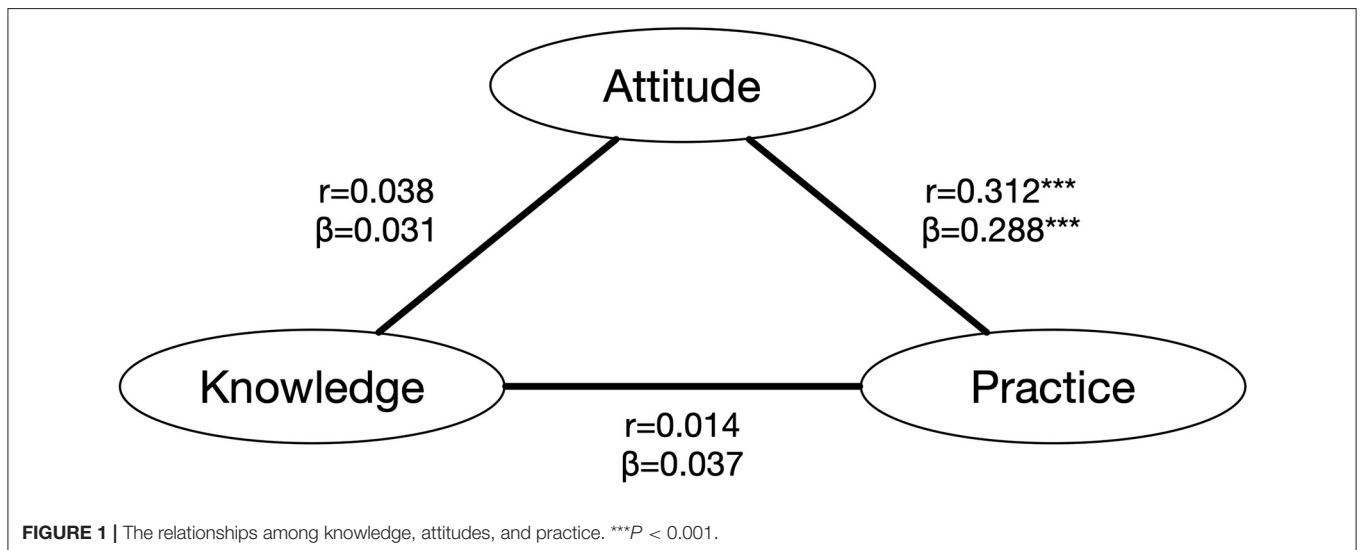 Attitude
r=0.038
β=0.031
r=0.312***
β=0.288***
Knowledge
Practice
r=0.014
β=0.037
FIGURE 1 | The relationships among knowledge, attitudes, and practice. ***P < 0.001.